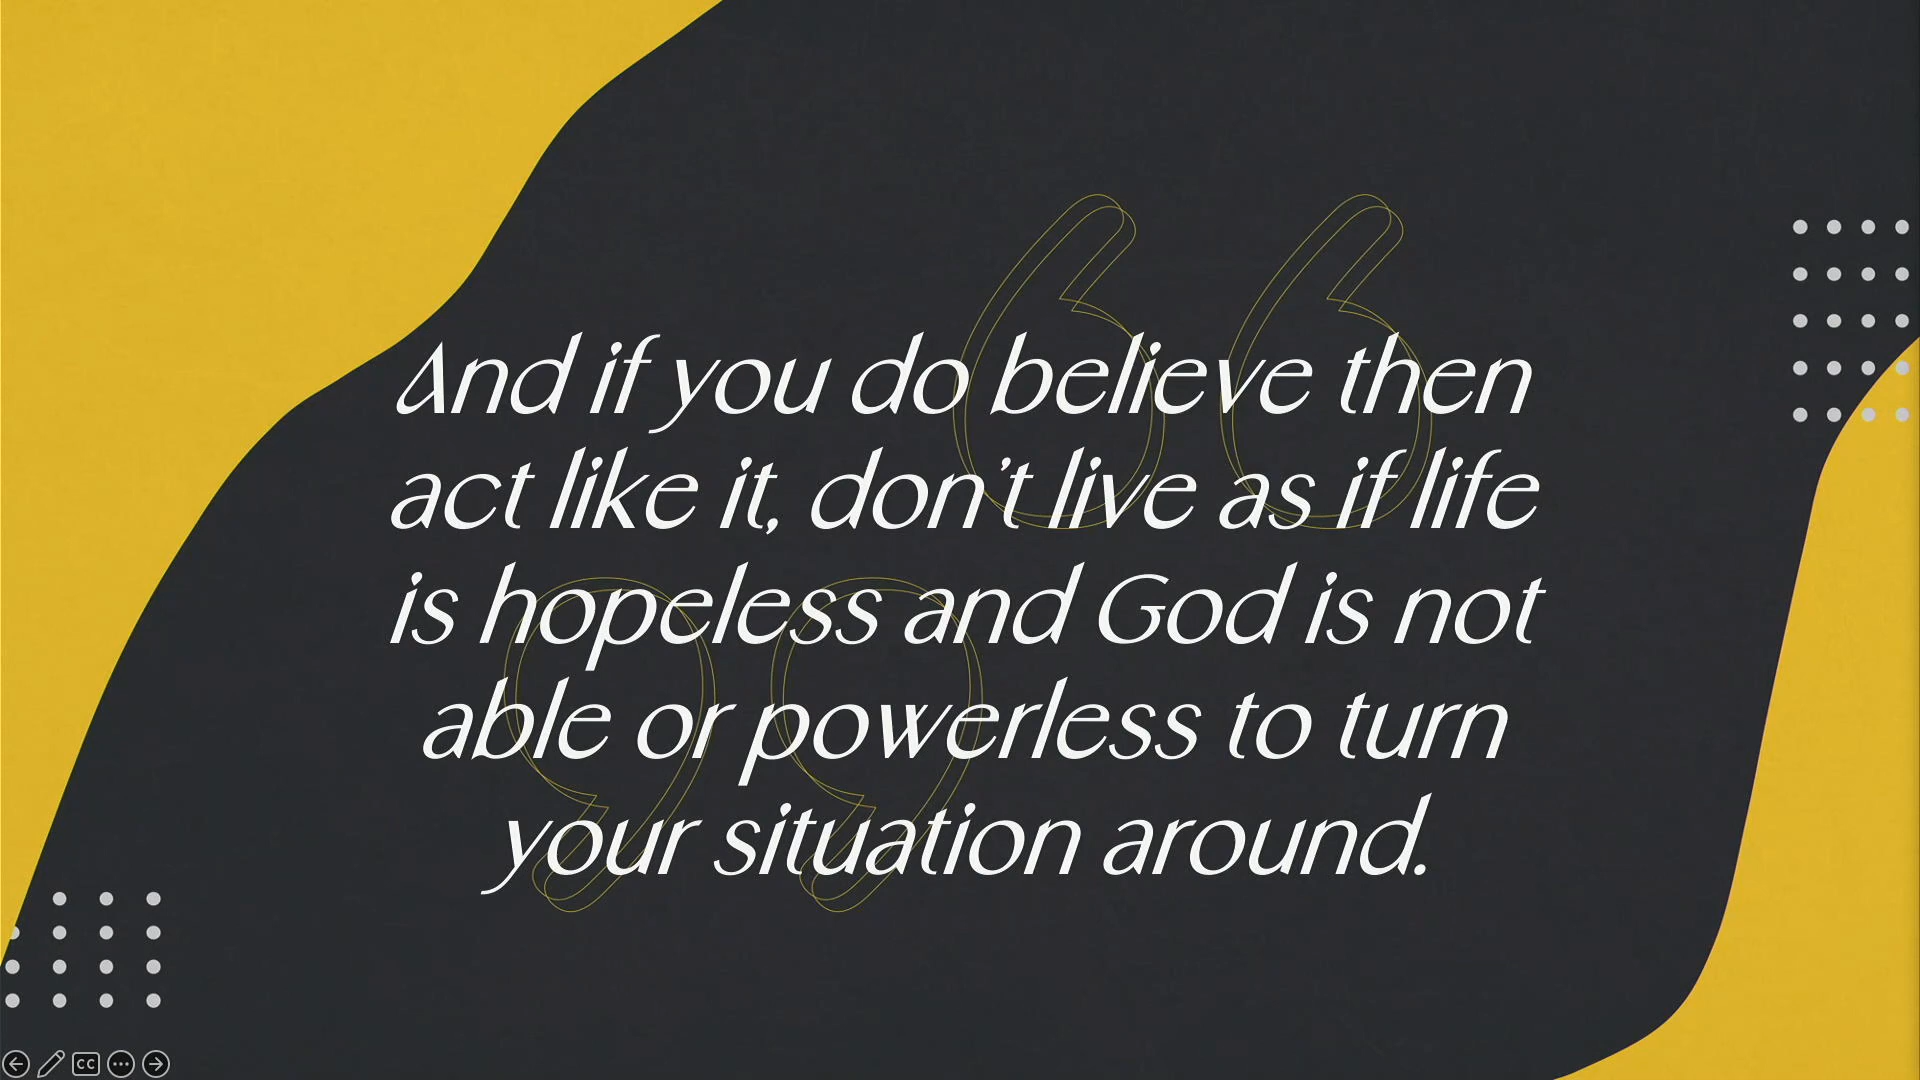 And if you do believe then
act like it, don't live as if life
is hopeless and God is not
able or powerless to turn
your situation around.
CC